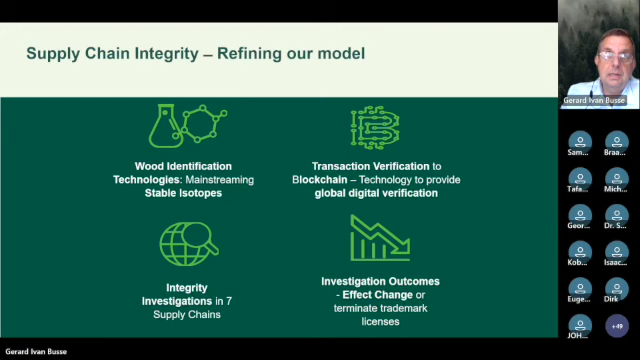 Supply Chain Integrity – Refining our model
Wood Identification
Technologies: Mainstreaming
Stable Isotopes
Transaction Verification to
Blockchain – Technology to provide
global digital verification
Integrity
Investigations in 7
Supply Chains
Investigation Outcomes
- Effect Change or
terminate trademark
licenses
Gerard Ivan Busse
Sam...
Braa...
Tafa...
Mich...
Geor...
Dr. S...
Kob...
Isaac...
Euge...
Dirk ...
JOH...
+49
Gerard Ivan Busse